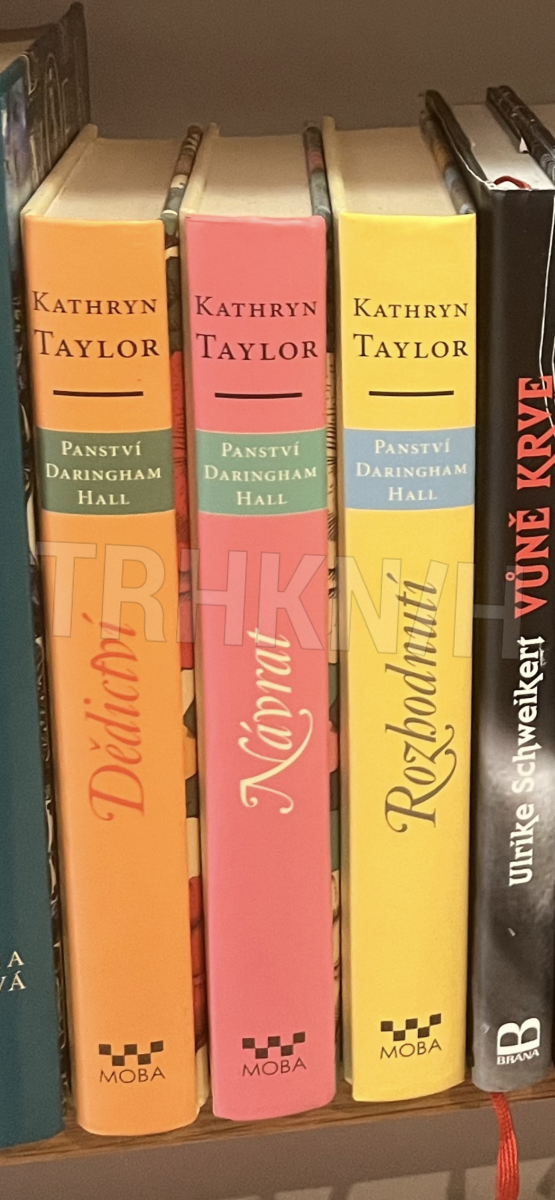 KATHRYN
TAYLOR
PANSTVÍ
DARINGHAM
HALL
Dědictví
MOBA
KATHRYN
TAYLOR
PANSTVÍ
DARINGHAM
HALL
Návrat
MOBA
KATHRYN
TAYLOR
PANSTVÍ
DARINGHAM
HALL
Rozhodnutí
MOBA
Ulrike Schweikert VŮNĚ KRVE
B
BRÁNA
A
VÁ
TRHKNIH